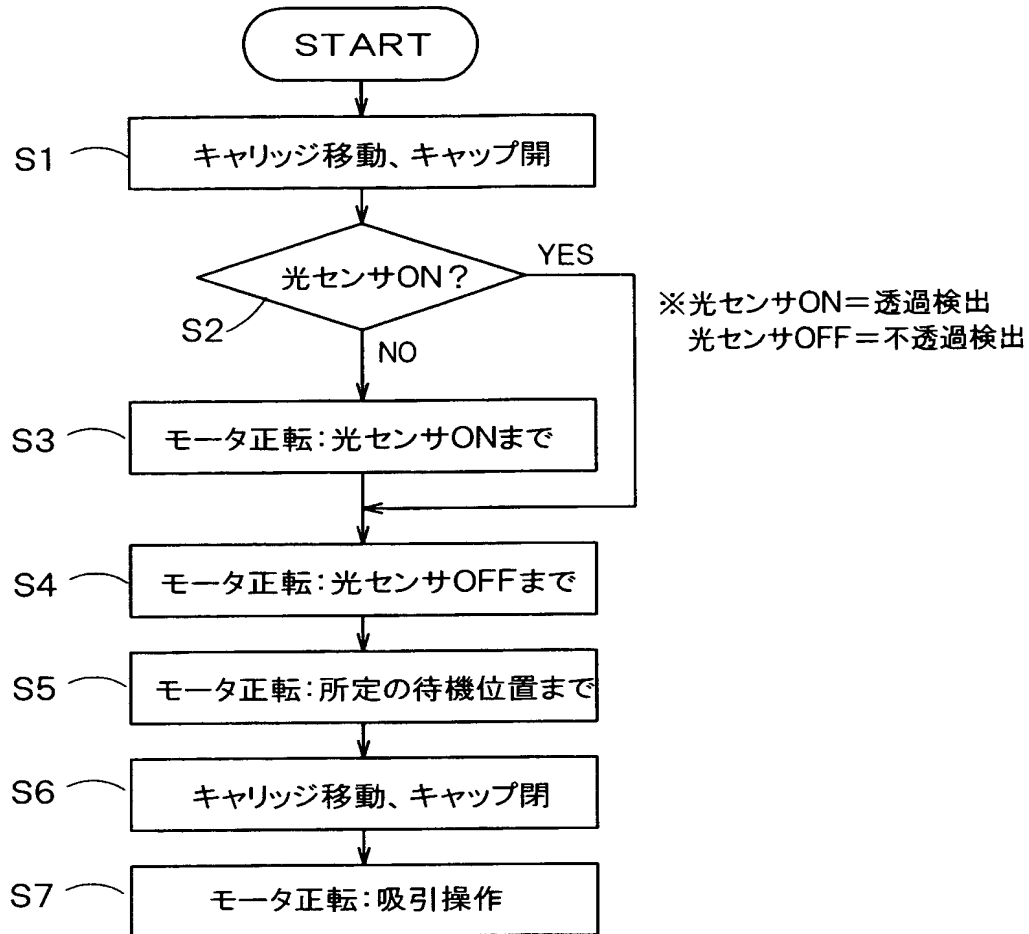 START
S1 キャリッジ移動、キャップ開
S2 光センサON?
YES
NO
※光センサON=透過検出
光センサOFF=不透過検出
S3 モータ正転:光センサONまで
S4 モータ正転:光センサOFFまで
S5 モータ正転:所定の待機位置まで
S6 キャリッジ移動、キャップ閉
S7 モータ正転:吸引操作